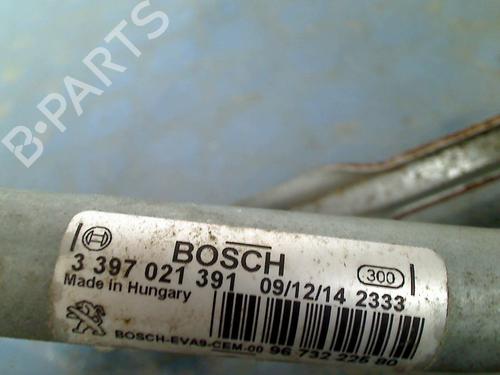 B-PARTS
BOSCH
3 397 021 391
09/12/14 2333
300
Made in Hungary
BOSCH-EVA9-CEM-00 96 732 226 80